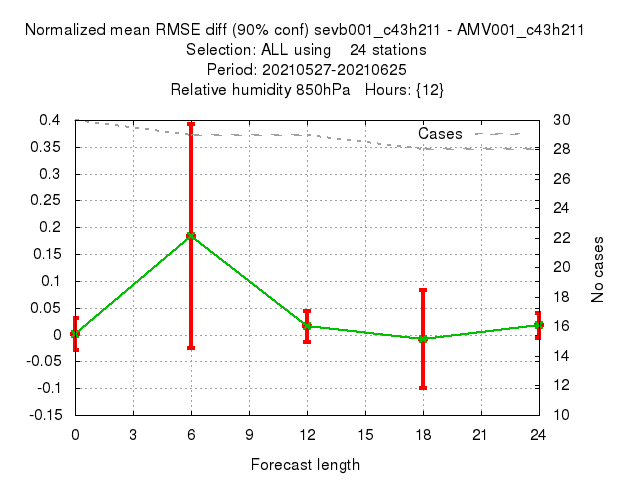 Normalized mean RMSE diff (90% conf) sevb001_c43h211 - AMV001_c43h211
Selection: ALL using    24 stations
Period: 20210527-20210625
Relative humidity 850hPa   Hours: {12}
Cases
0.4
0.35
0.3
0.25
0.2
0.15
0.1
0.05
0
-0.05
-0.1
-0.15
30
28
26
24
22
20
18
16
14
12
10
No cases
0 3 6 9 12 15 18 21 24
Forecast length